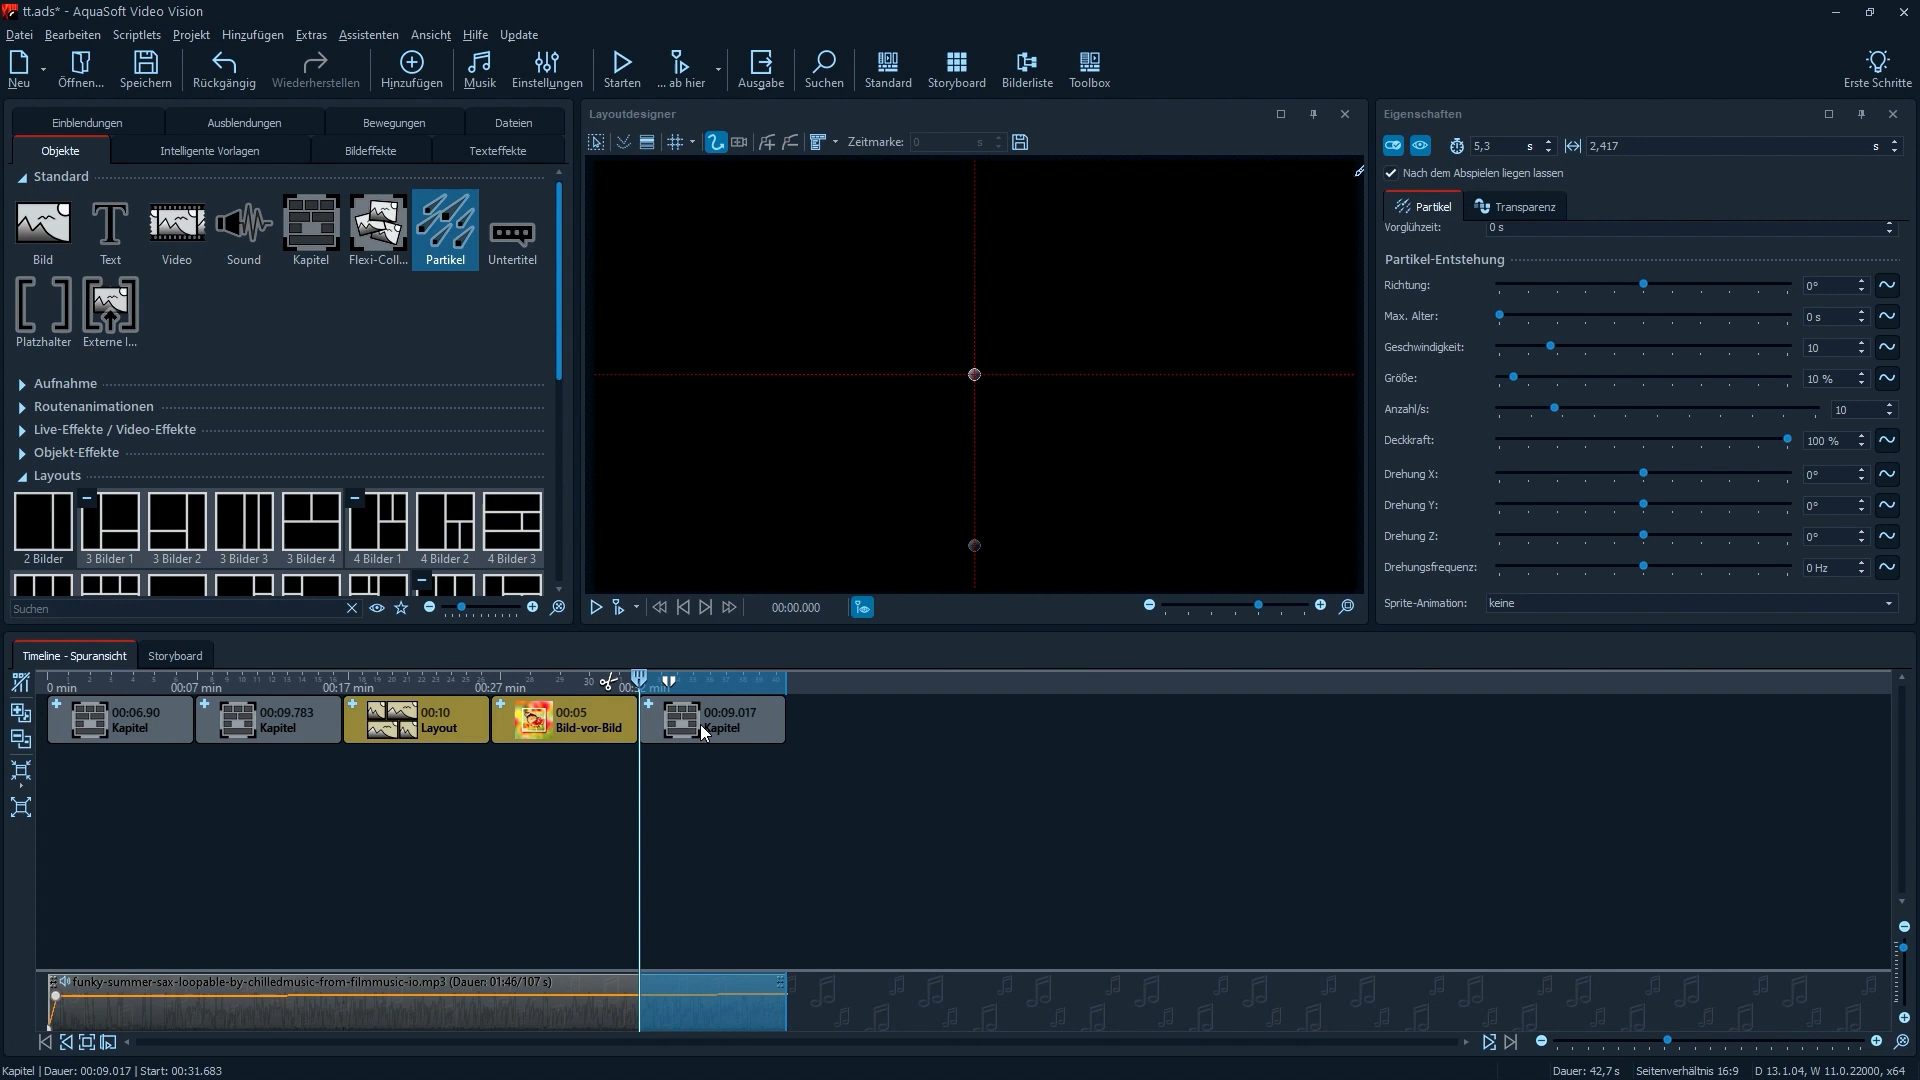 tt.ads* - AquaSoft Video Vision
Datei Bearbeiten Scriptlets Projekt Hinzufügen Extras Assistenten Ansicht Hilfe Update
Neu Öffnen... Speichern Rückgängig Wiederherstellen Hinzufügen Musik Einstellungen Starten ... ab hier Ausgabe Suchen Standard Storyboard Bilderliste Toolbox Erste Schritte
Einblendungen Ausblendungen Bewegungen Dateien
Objekte Intelligente Vorlagen Bildeffekte Texteffekte
Standard
Bild Text Video Sound Kapitel Flexi-Coll... Partikel Untertitel
Platzhalter Externe I...
Aufnahme
Routenanimationen
Live-Effekte / Video-Effekte
Objekt-Effekte
Layouts
2 Bilder 3 Bilder 1 3 Bilder 2 3 Bilder 3 3 Bilder 4 4 Bilder 1 4 Bilder 2 4 Bilder 3
Suchen
Layoutdesigner
Zeitmarke: 0 s
00:00.000
Eigenschaften
5,3 s 2,417 s
Nach dem Abspielen liegen lassen
Partikel Transparenz
Vorglühzeit: 0 s
Partikel-Entstehung
Richtung: 0°
Max. Alter: 0 s
Geschwindigkeit: 10
Größe: 10 %
Anzahl/s: 10
Deckkraft: 100 %
Drehung X: 0°
Drehung Y: 0°
Drehung Z: 0°
Drehungsfrequenz: 0 Hz
Sprite-Animation: keine
Timeline - Spuransicht Storyboard
0 min 00:07 min 00:17 min 00:27 min 30
00:06.90 Kapitel
00:09.783 Kapitel
00:10 Layout
00:05 Bild-vor-Bild
00:09.017 Kapitel
funky-summer-sax-loopable-by-chilledmusic-from-filmmusic-io.mp3 (Dauer: 01:46/107 s)
Kapitel | Dauer: 00:09.017 | Start: 00:31.683
Dauer: 42,7 s Seitenverhältnis 16:9 D 13.1.04, W 11.0.22000, x64